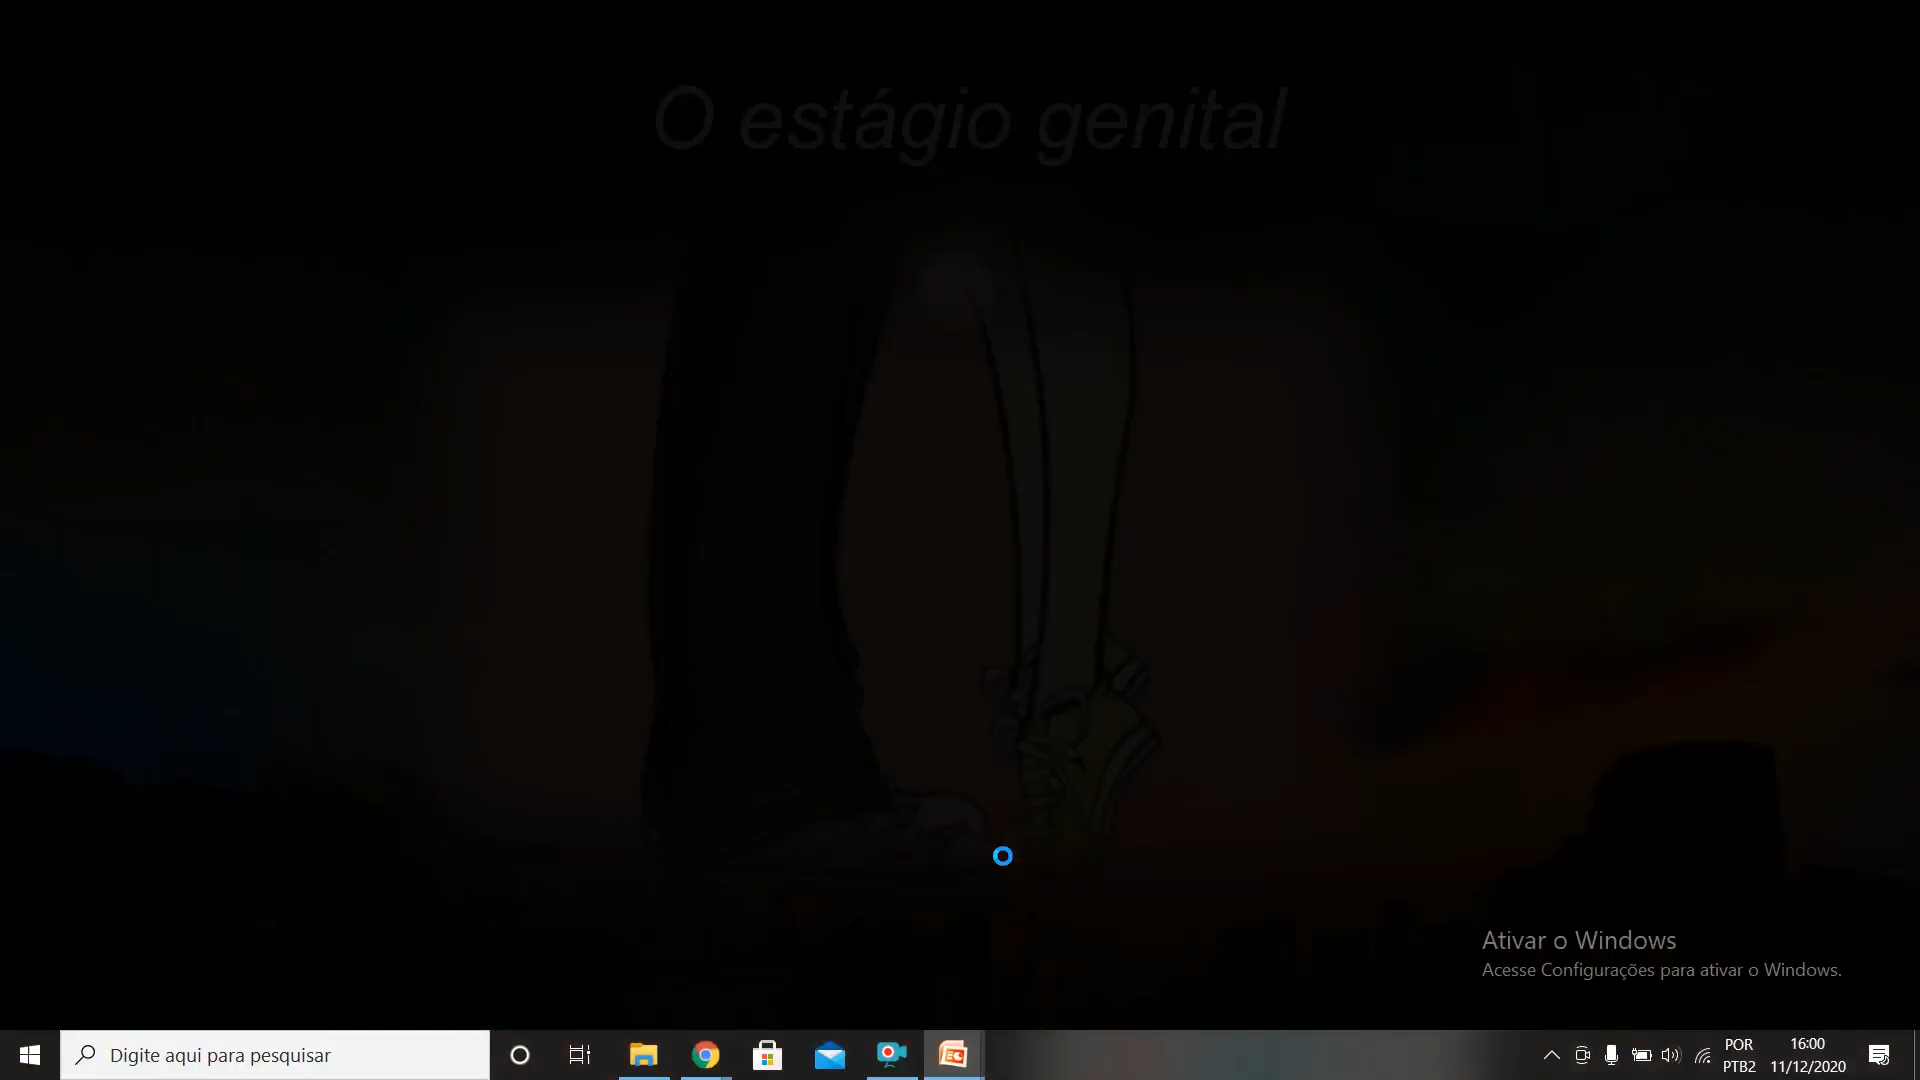 O estágio genital
Ativar o Windows
Acesse Configurações para ativar o Windows.
Digite aqui para pesquisar
POR
PTB2
16:00
11/12/2020